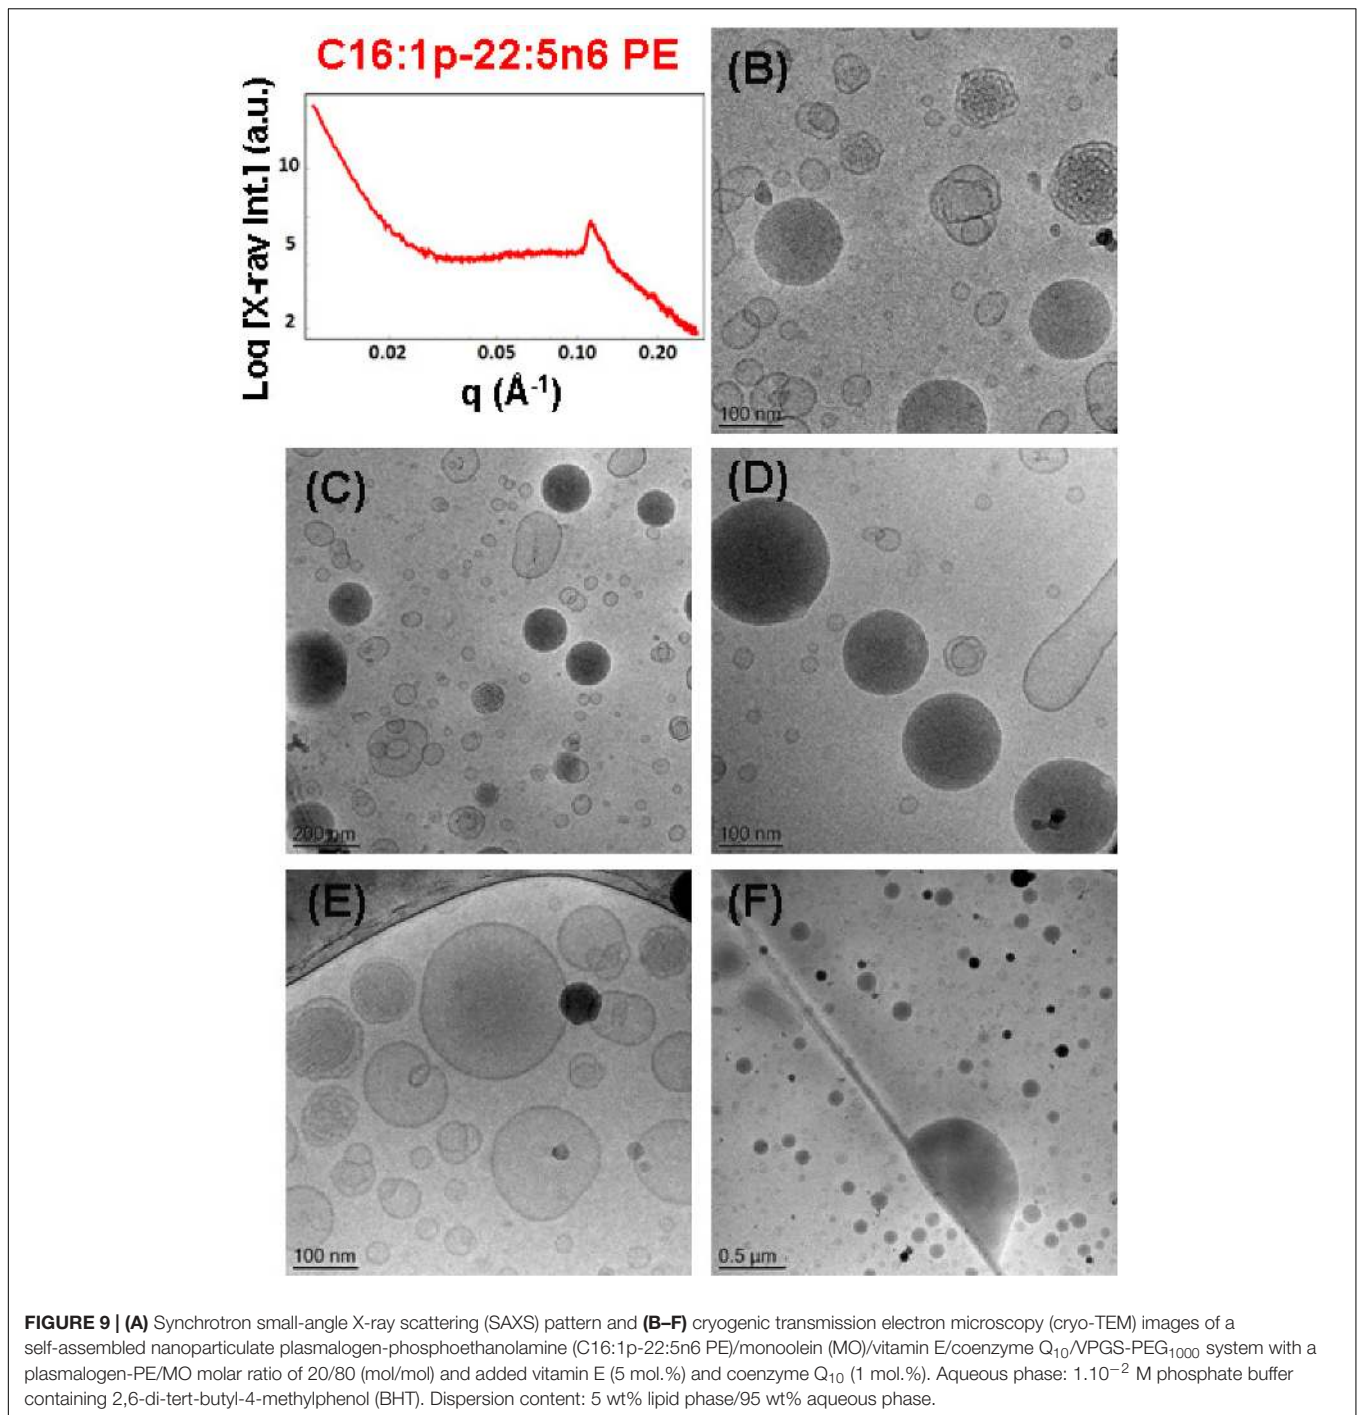 C16:1p-22:5n6 PE
Log [X-ray Int.] (a.u.)
10
5
2
0.02 0.05 0.10 0.20
q (Å-1)
(B)
100 nm
(C)
200 nm
(D)
100 nm
(E)
100 nm
(F)
0.5 µm
FIGURE 9 | (A) Synchrotron small-angle X-ray scattering (SAXS) pattern and (B–F) cryogenic transmission electron microscopy (cryo-TEM) images of a
self-assembled nanoparticulate plasmalogen-phosphoethanolamine (C16:1p-22:5n6 PE)/monoolein (MO)/vitamin E/coenzyme Q10/VPGS-PEG1000 system with a
plasmalogen-PE/MO molar ratio of 20/80 (mol/mol) and added vitamin E (5 mol.%) and coenzyme Q10 (1 mol.%). Aqueous phase: 1.10−2 M phosphate buffer
containing 2,6-di-tert-butyl-4-methylphenol (BHT). Dispersion content: 5 wt% lipid phase/95 wt% aqueous phase.